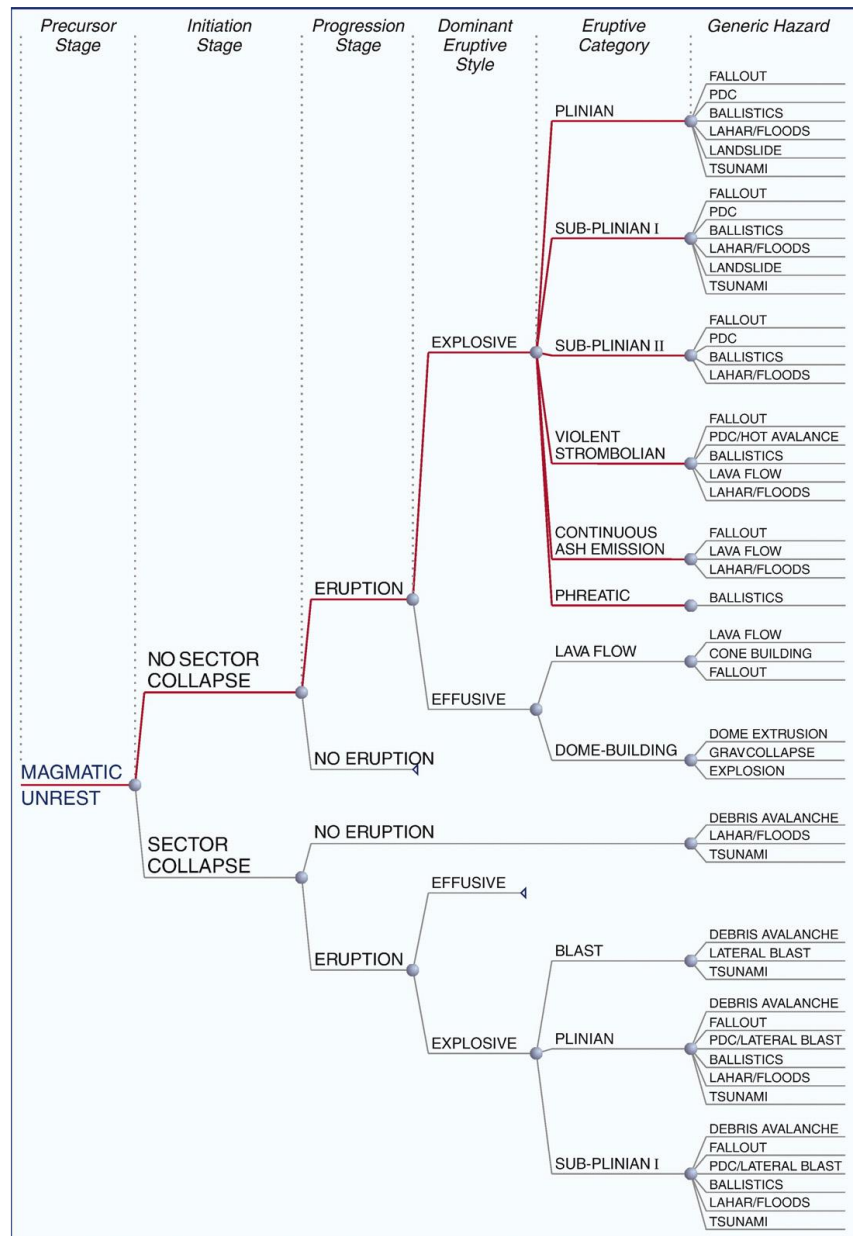 Precursor
Stage
Initiation
Stage
Progression
Stage
Dominant
Eruptive
Style
Eruptive
Category
Generic Hazard
FALLOUT
PDC
PLINIAN
BALLISTICS
LAHAR/FLOODS
LANDSLIDE
TSUNAMI
FALLOUT
PDC
SUB-PLINIAN I
BALLISTICS
LAHAR/FLOODS
LANDSLIDE
TSUNAMI
EXPLOSIVE
FALLOUT
PDC
SUB-PLINIAN II
BALLISTICS
LAHAR/FLOODS
FALLOUT
VIOLENT
STROMBOLIAN
PDC/HOT AVALANCE
BALLISTICS
LAVA FLOW
LAHAR/FLOODS
CONTINUOUS
ASH EMISSION
FALLOUT
LAVA FLOW
LAHAR/FLOODS
ERUPTION
PHREATIC
BALLISTICS
NO SECTOR
COLLAPSE
EFFUSIVE
LAVA FLOW
LAVA FLOW
CONE BUILDING
FALLOUT
NO ERUPTION
DOME-BUILDING
DOME EXTRUSION
GRAVCOLLAPSE
EXPLOSION
MAGMATIC
UNREST
SECTOR
COLLAPSE
NO ERUPTION
DEBRIS AVALANCHE
LAHAR/FLOODS
TSUNAMI
EFFUSIVE
ERUPTION
BLAST
DEBRIS AVALANCHE
LATERAL BLAST
TSUNAMI
EXPLOSIVE
PLINIAN
DEBRIS AVALANCHE
FALLOUT
PDC/LATERAL BLAST
BALLISTICS
LAHAR/FLOODS
TSUNAMI
SUB-PLINIAN I
DEBRIS AVALANCHE
FALLOUT
PDC/LATERAL BLAST
BALLISTICS
LAHAR/FLOODS
TSUNAMI